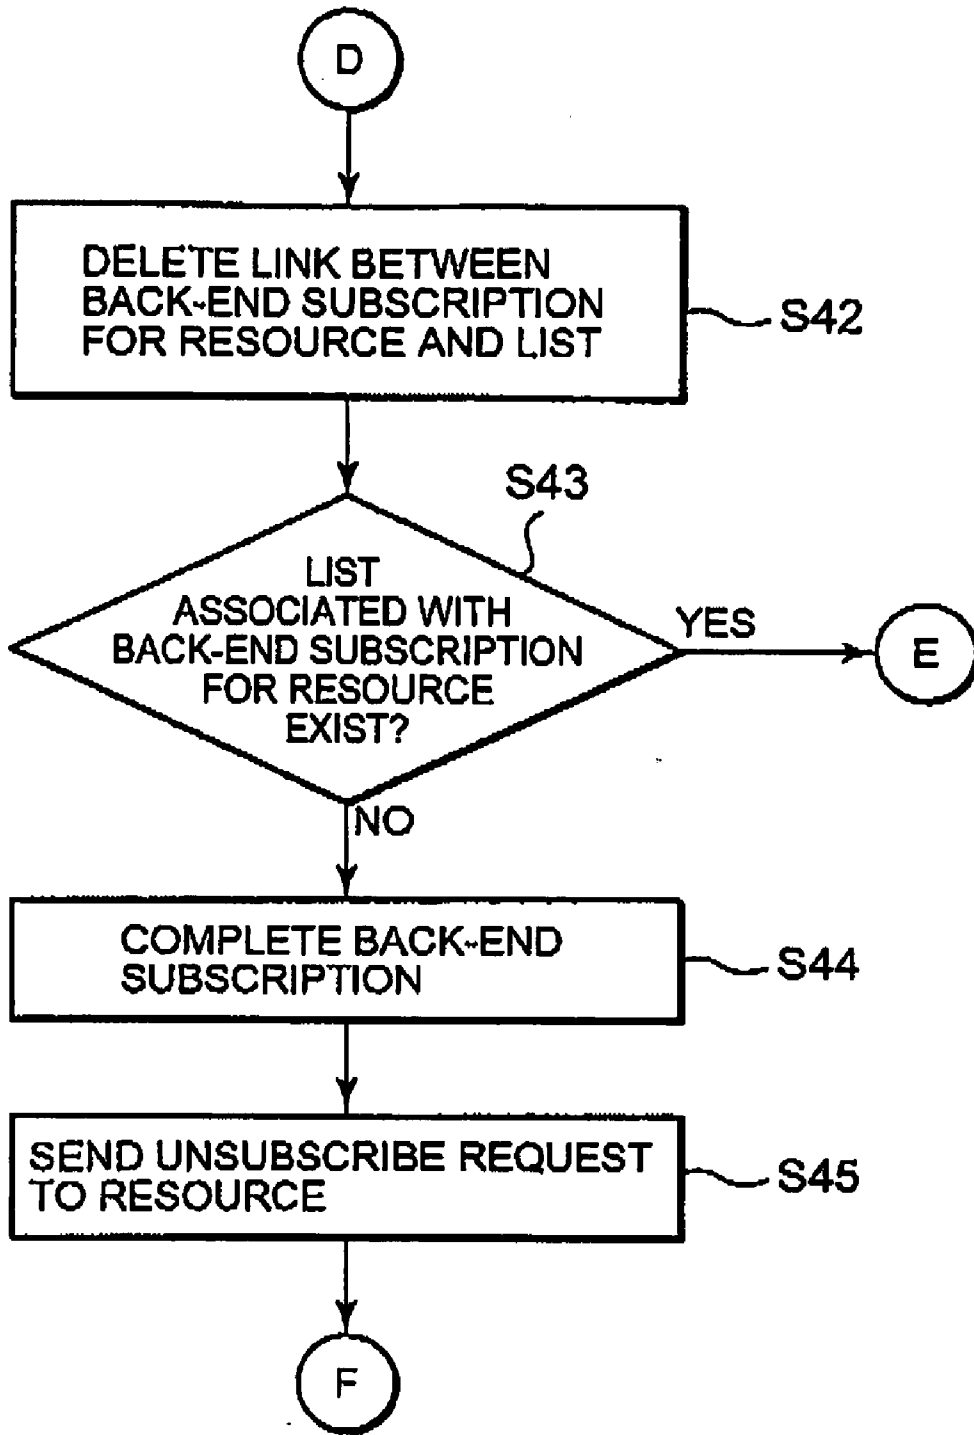 D
DELETE LINK BETWEEN
BACK-END SUBSCRIPTION
FOR RESOURCE AND LIST
S42
S43
LIST
ASSOCIATED WITH
BACK-END SUBSCRIPTION
FOR RESOURCE
EXIST?
YES
E
NO
COMPLETE BACK-END
SUBSCRIPTION
S44
SEND UNSUBSCRIBE REQUEST
TO RESOURCE
S45
F